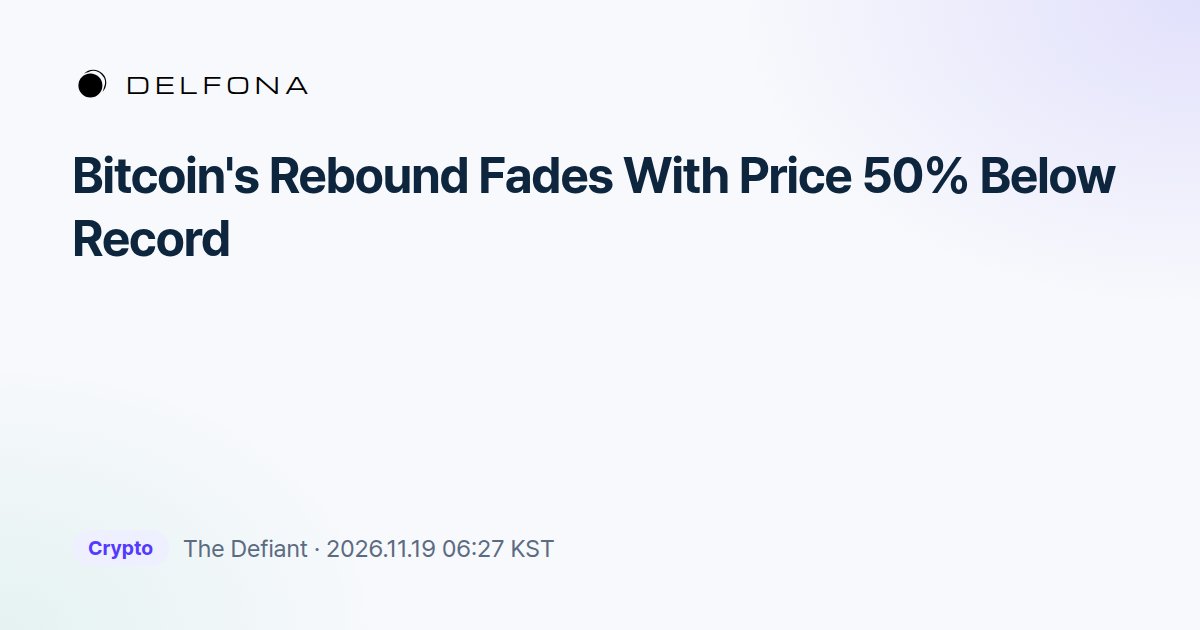 DELFONA
Bitcoin's Rebound Fades With Price 50% Below
Record
Crypto The Defiant · 2026.11.19 06:27 KST